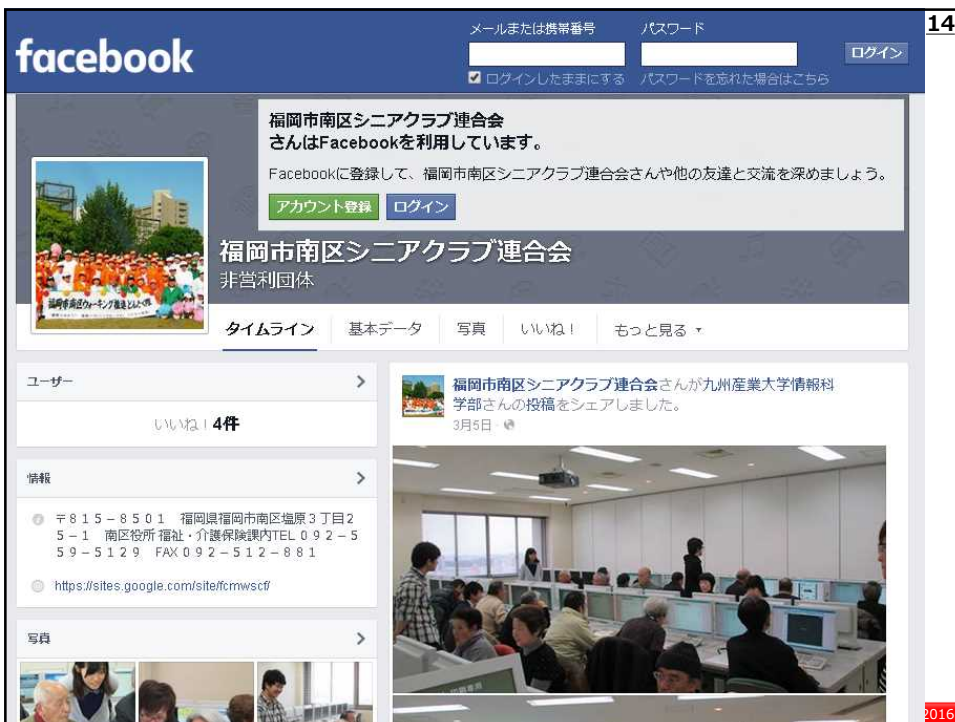 14
メールまたは携帯番号
パスワード
facebook
ログイン
ログインしたままにする
パスワードを忘れた場合はこちら
福岡市南区シニアクラブ連合会
さんはFacebookを利用しています。
Facebookに登録して、福岡市南区シニアクラブ連合会さんや他の友達と交流を深めましょう。
アカウント登録
ログイン
福岡市南区シニアクラブ連合会
非営利団体
タイムライン
基本データ
写真
いいね！
もっと見る
ユーザー
いいね！4件
情報
〒８１５－８５０１　福岡県福岡市南区塩原３丁目２
５－１　南区役所 福祉・介護保険課内TEL ０９２－５
５９－５１２９　FAX ０９２－５１２－８８１
https://sites.google.com/site/fcmwscf/
写真
福岡市南区シニアクラブ連合会さんが九州産業大学情報科
学部さんの投稿をシェアしました。
3月5日
2016